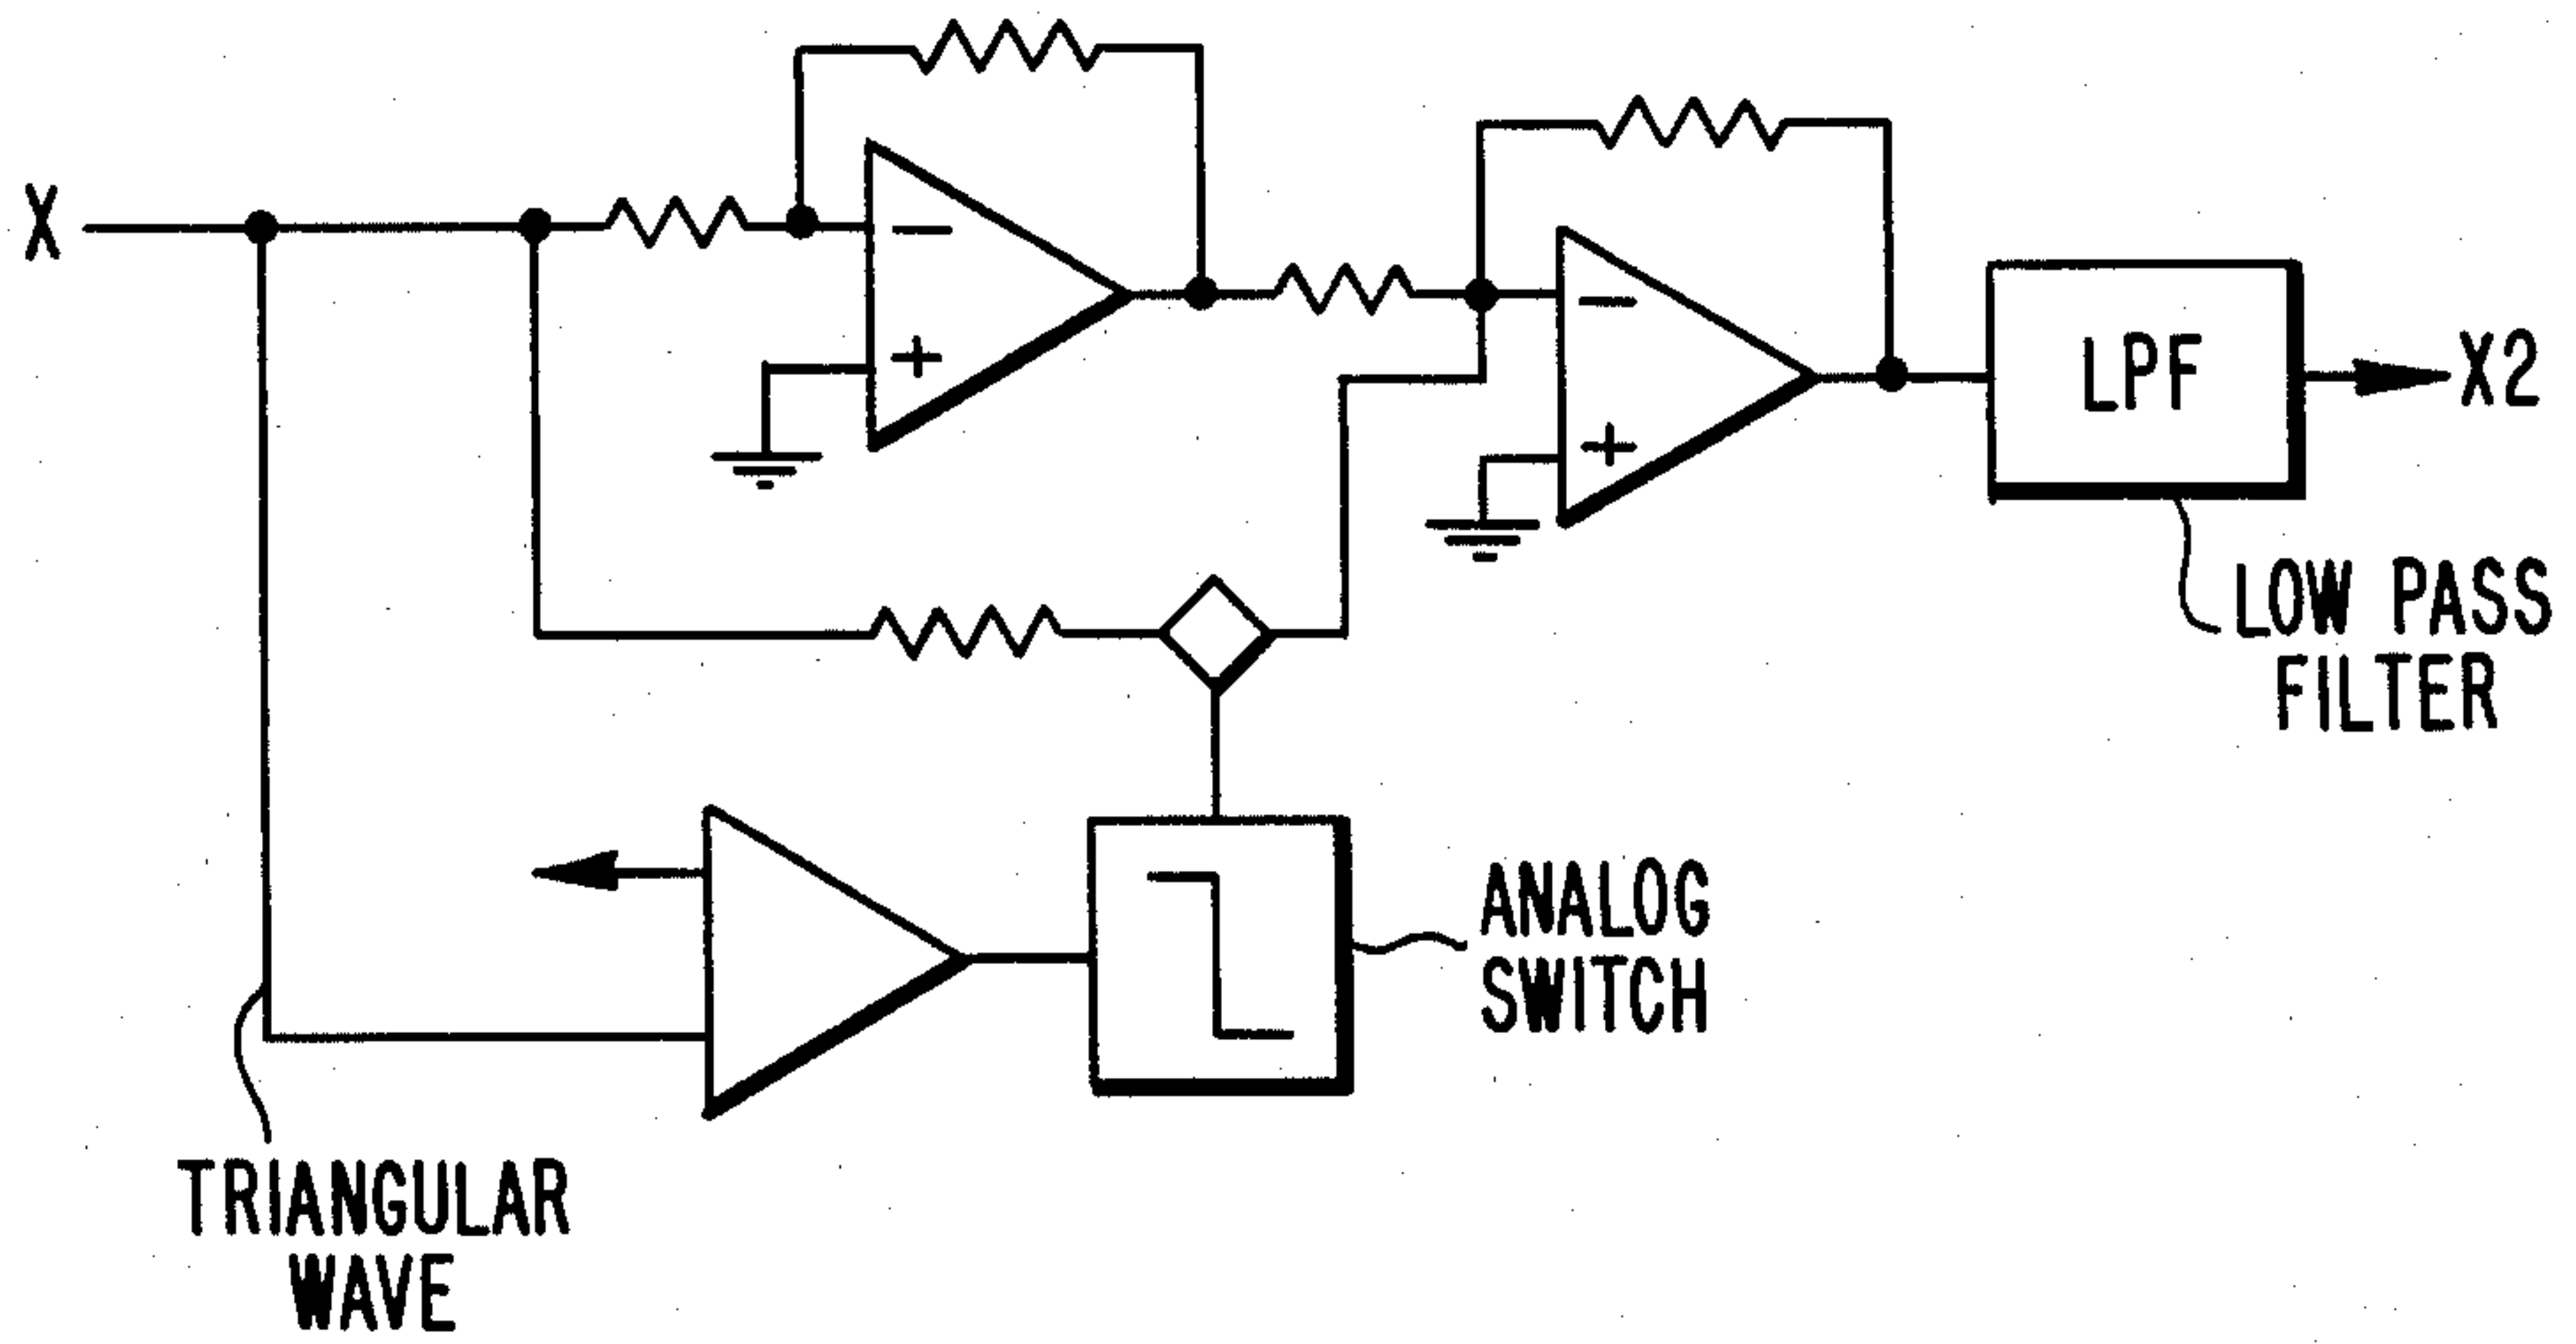 X
−
+
−
+
LPF
X2
LOW PASS
FILTER
ANALOG
SWITCH
TRIANGULAR
WAVE